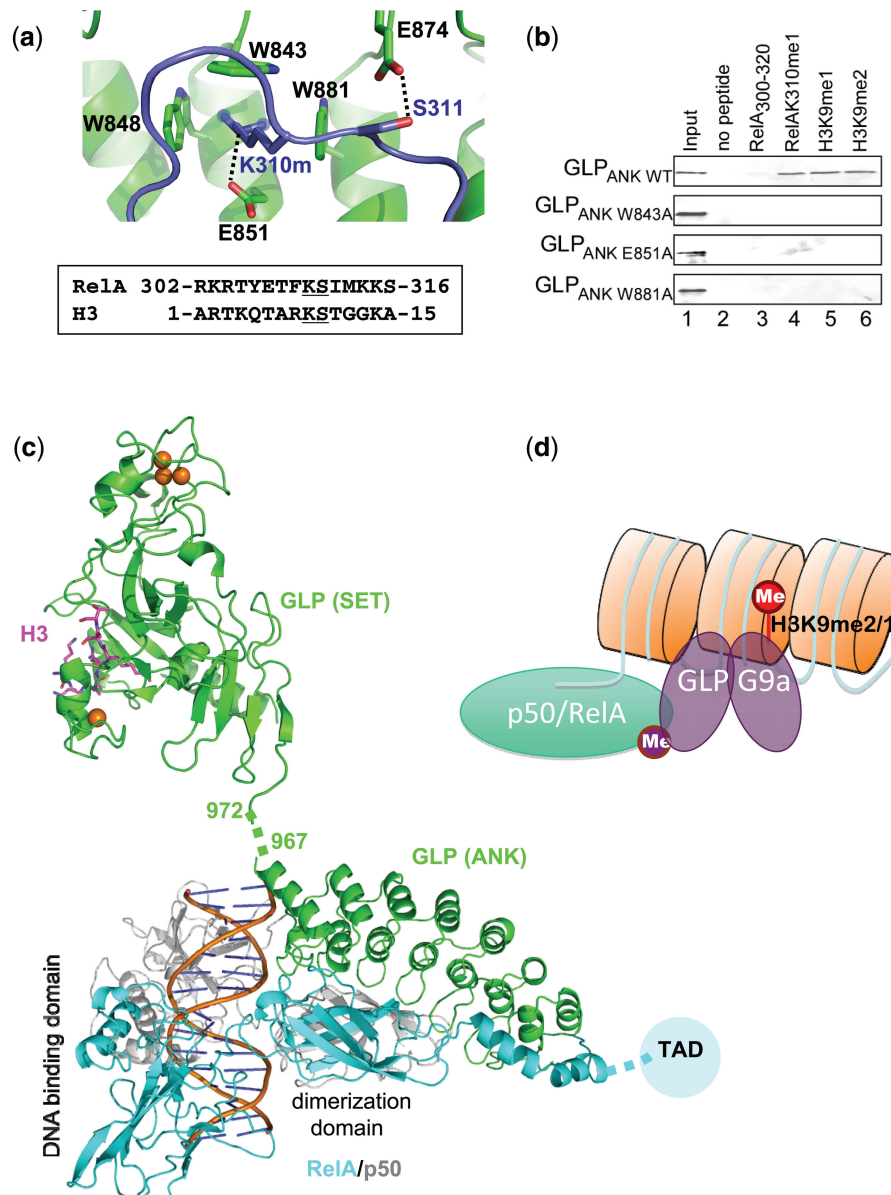 (a)
E874
W843
W881
S311
W848
K310m
E851
RelA 302-RKRTYETFKSIMKKS-316
H3 1-ARTKQTARKSTGGKA-15
(b)
Input
no peptide
RelA300-320
RelAK310me1
H3K9me1
H3K9me2
GLPANK WT
GLPANK W843A
GLPANK E851A
GLPANK W881A
1 2 3 4 5 6
(c)
GLP (SET)
H3
972
967
GLP (ANK)
DNA binding domain
dimerization
domain
RelA/p50
TAD
(d)
Me
H3K9me2/1
GLP G9a
p50/RelA
Me